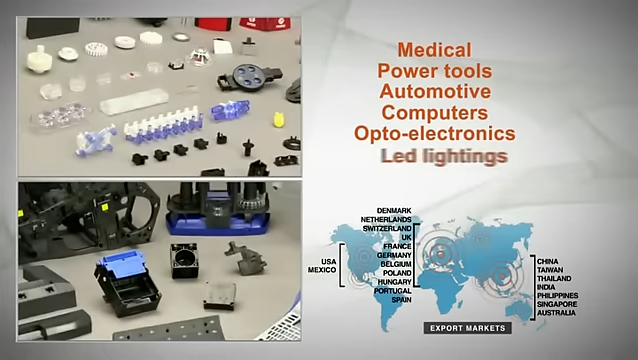 Medical
Power tools
Automotive
Computers
Opto-electronics
Led lightings
DENMARK
NETHERLANDS
SWITZERLAND
UK
FRANCE
GERMANY
BELGIUM
POLAND
HUNGARY
PORTUGAL
SPAIN
USA
MEXICO
CHINA
TAIWAN
THAILAND
INDIA
PHILIPPINES
SINGAPORE
AUSTRALIA
EXPORT MARKETS